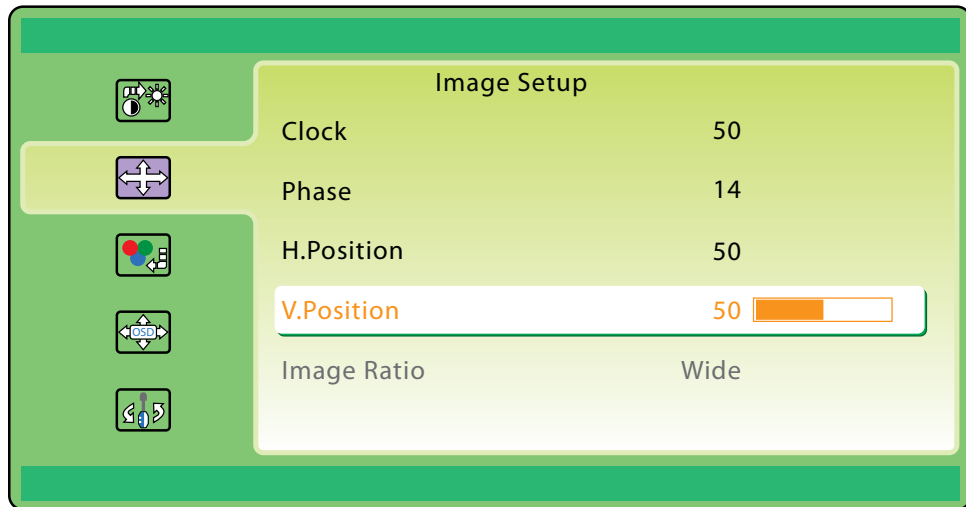 Image Setup
Clock 50
Phase 14
H.Position 50
V.Position 50
Image Ratio Wide
OSD